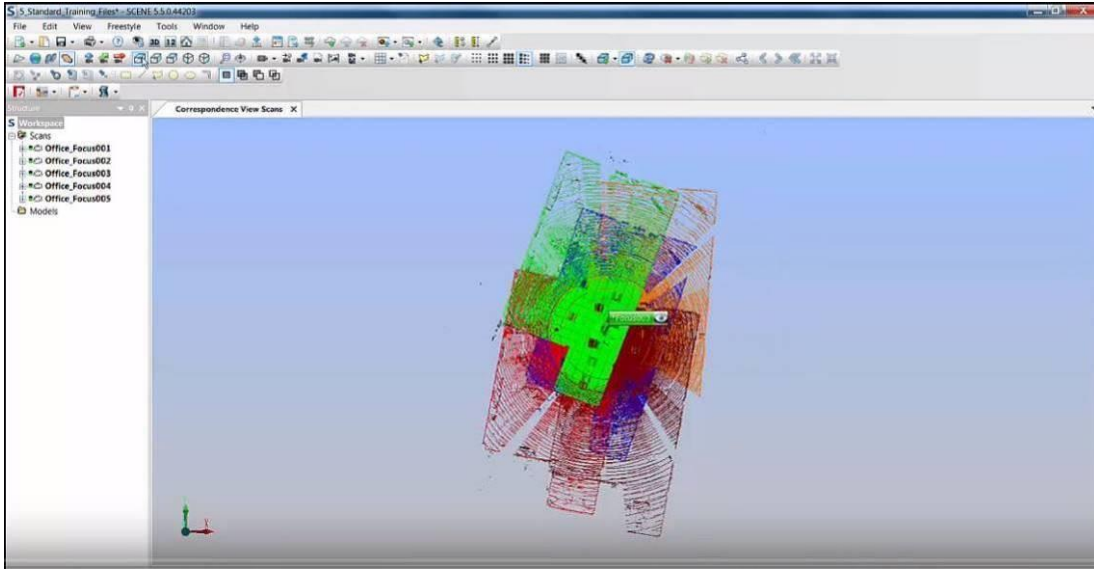 S 5_Standard_Training_Files* - SCENE 5.5.0.44203
File Edit View Freestyle Tools Window Help
Structure
Correspondence View Scans X
S Workspace
Scans
Office_Focus001
Office_Focus002
Office_Focus003
Office_Focus004
Office_Focus005
Models